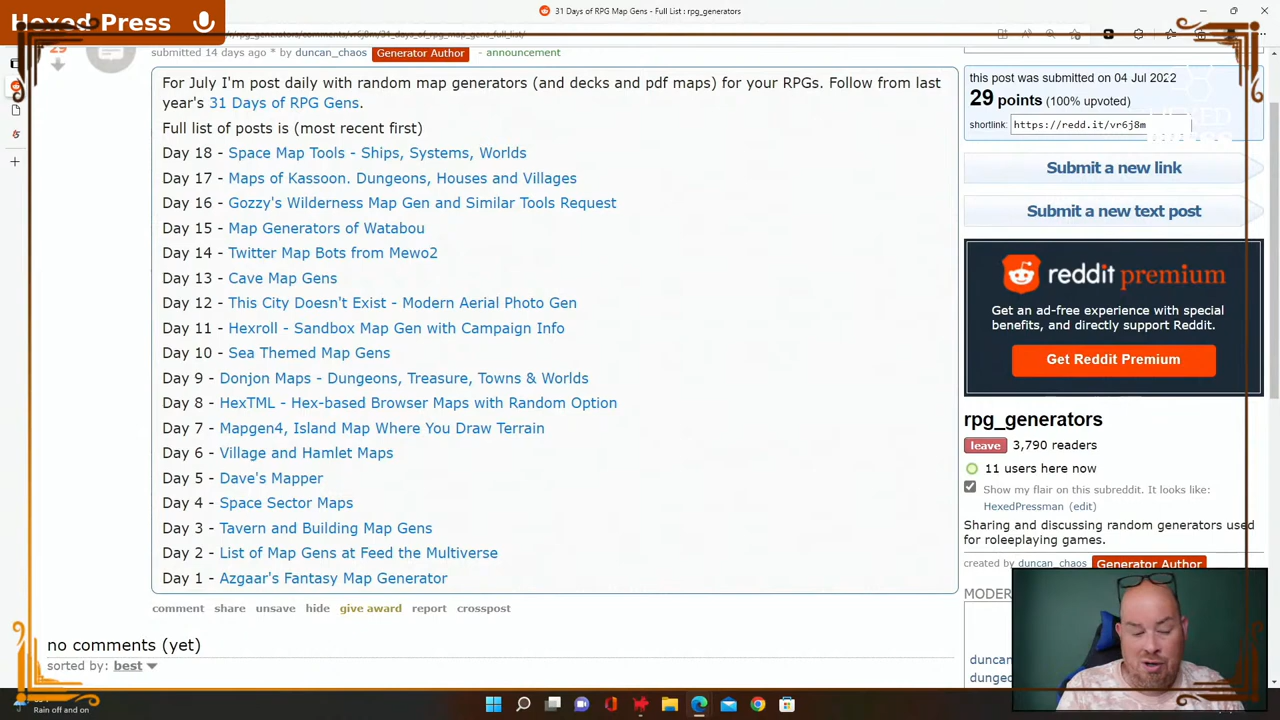 Hexed Press
31 Days of RPG Map Gens - Full List : rpg_generators
/r/rpg_generators/comments/vr6j8m/31_days_of_rpg_map_gens_full_list/
29
submitted 14 days ago * by duncan_chaos Generator Author - announcement
For July I'm post daily with random map generators (and decks and pdf maps) for your RPGs. Follow from last
year's 31 Days of RPG Gens.
Full list of posts is (most recent first)
Day 18 - Space Map Tools - Ships, Systems, Worlds
Day 17 - Maps of Kassoon. Dungeons, Houses and Villages
Day 16 - Gozzy's Wilderness Map Gen and Similar Tools Request
Day 15 - Map Generators of Watabou
Day 14 - Twitter Map Bots from Mewo2
Day 13 - Cave Map Gens
Day 12 - This City Doesn't Exist - Modern Aerial Photo Gen
Day 11 - Hexroll - Sandbox Map Gen with Campaign Info
Day 10 - Sea Themed Map Gens
Day 9 - Donjon Maps - Dungeons, Treasure, Towns & Worlds
Day 8 - HexTML - Hex-based Browser Maps with Random Option
Day 7 - Mapgen4, Island Map Where You Draw Terrain
Day 6 - Village and Hamlet Maps
Day 5 - Dave's Mapper
Day 4 - Space Sector Maps
Day 3 - Tavern and Building Map Gens
Day 2 - List of Map Gens at Feed the Multiverse
Day 1 - Azgaar's Fantasy Map Generator
comment share unsave hide give award report crosspost
no comments (yet)
sorted by: best
this post was submitted on 04 Jul 2022
29 points (100% upvoted)
shortlink: https://redd.it/vr6j8m
HEXED
PRESS
Submit a new link
Submit a new text post
reddit premium
Get an ad-free experience with special
benefits, and directly support Reddit.
Get Reddit Premium
rpg_generators
leave 3,790 readers
11 users here now
Show my flair on this subreddit. It looks like:
HexedPressman (edit)
Sharing and discussing random generators used
for roleplaying games.
created by duncan_chaos Generator Author
MODER
duncan
dunged
Rain off and on